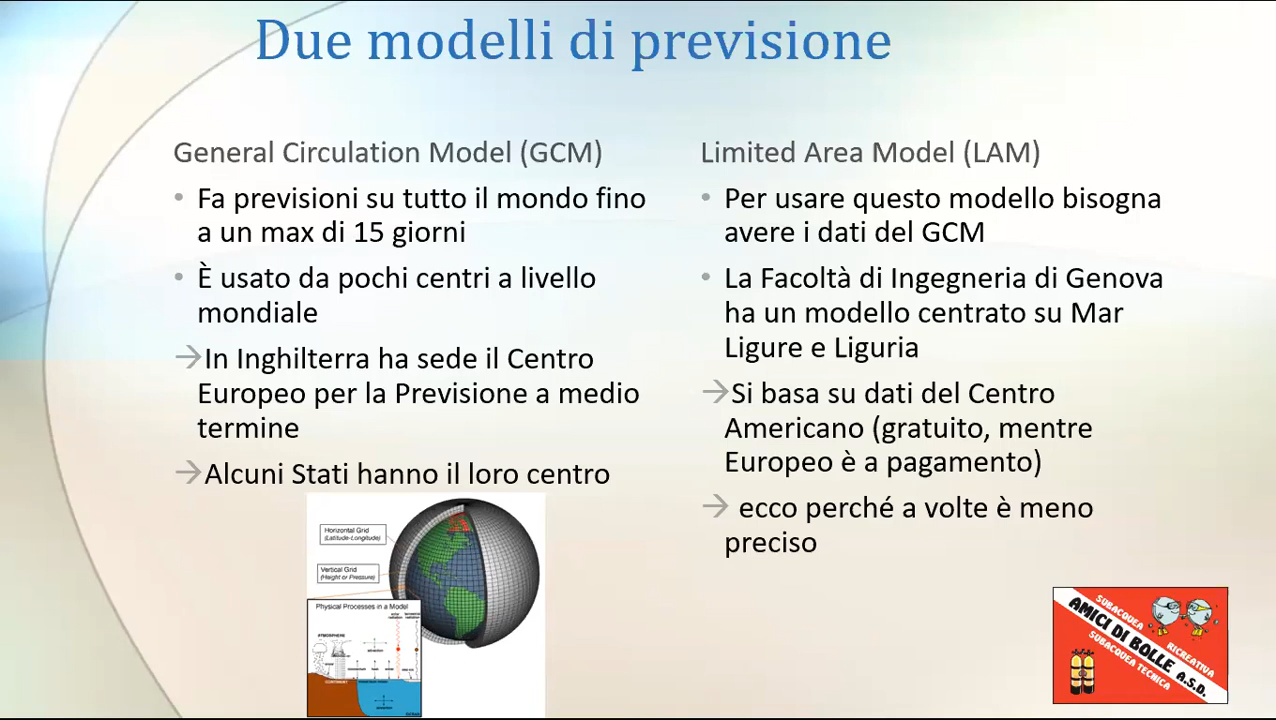 Due modelli di previsione
General Circulation Model (GCM)
• Fa previsioni su tutto il mondo fino
a un max di 15 giorni
• È usato da pochi centri a livello
mondiale
→In Inghilterra ha sede il Centro
Europeo per la Previsione a medio
termine
→Alcuni Stati hanno il loro centro
Horizontal Grid
(Latitude-Longitude)
Vertical Grid
(Height or Pressure)
Physical Processes in a Model
ATMOSPHERE
CONTINENT
Limited Area Model (LAM)
• Per usare questo modello bisogna
avere i dati del GCM
• La Facoltà di Ingegneria di Genova
ha un modello centrato su Mar
Ligure e Liguria
→Si basa su dati del Centro
Americano (gratuito, mentre
Europeo è a pagamento)
→ ecco perché a volte è meno
preciso
SUBACQUEA
RICREATIVA
AMICI DI BOLLE A.S.D.
SUBACQUEA TECNICA